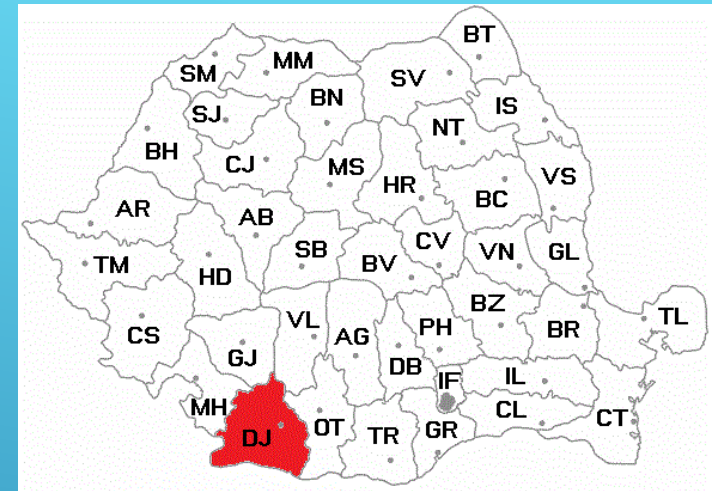 BT
MM
SM
SV
BN
IS
SJ
NT
BH
CJ
MS
VS
HR
BC
AR
AB
CV
SB
VN
GL
TM
BV
HD
BZ
TL
VL
CS
PH
BR
AG
GJ
DB
IF
IL
MH
CL
CT
OT
GR
TR
DJ